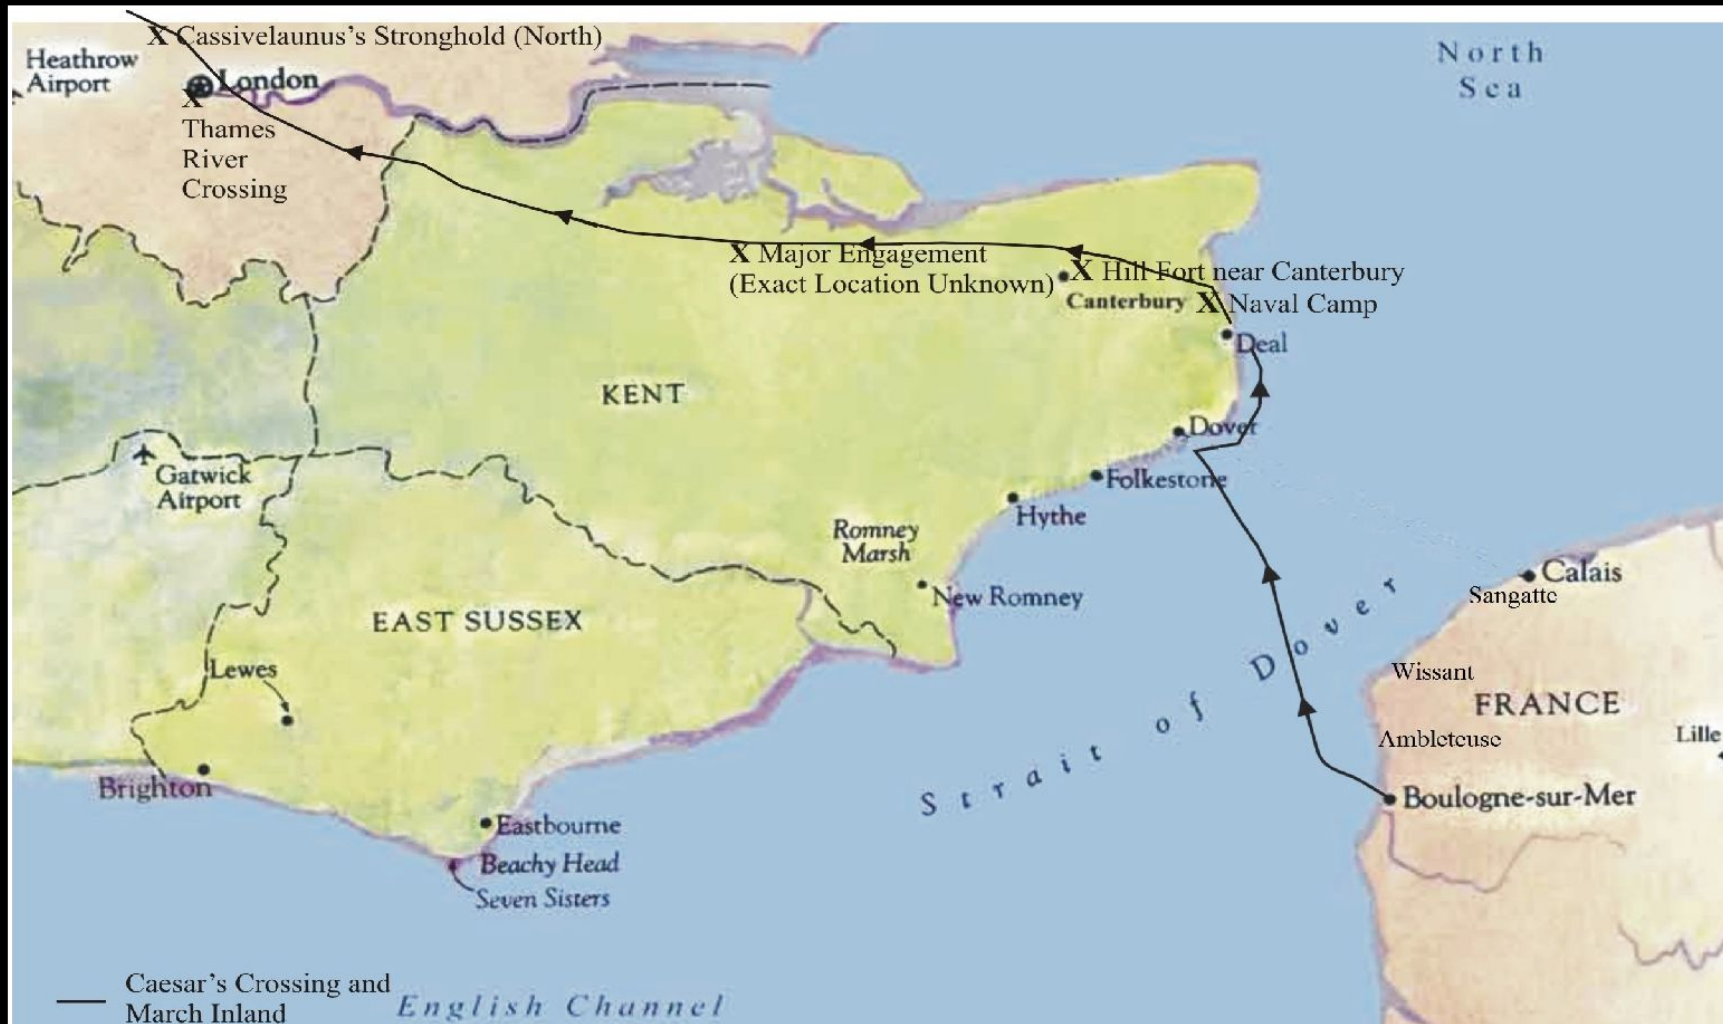 X Cassivelaunus's Stronghold (North)
North
Sea
Heathrow
Airport
London
X
Thames
River
Crossing
X Major Engagement
(Exact Location Unknown)
X Hill Fort near Canterbury
Canterbury
X Naval Camp
Deal
KENT
Dover
Gatwick
Airport
Folkestone
Hythe
Romney
Marsh
New Romney
Calais
Sangatte
EAST SUSSEX
Strait of Dover
Lewes
Wissant
FRANCE
Ambleteuse
Lille
Brighton
Boulogne-sur-Mer
Eastbourne
Beachy Head
Seven Sisters
Caesar's Crossing and
March Inland
English Channel